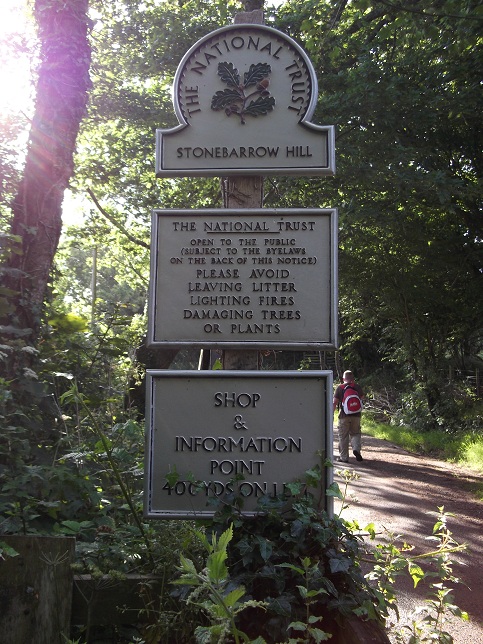 THE NATIONAL TRUST
STONEBARROW HILL
THE NATIONAL TRUST
OPEN TO THE PUBLIC
(SUBJECT TO THE BYELAWS
ON THE BACK OF THIS NOTICE)
PLEASE AVOID
LEAVING LITTER
LIGHTING FIRES
DAMAGING TREES
OR PLANTS
SHOP
&
INFORMATION
POINT
400 YDS ON